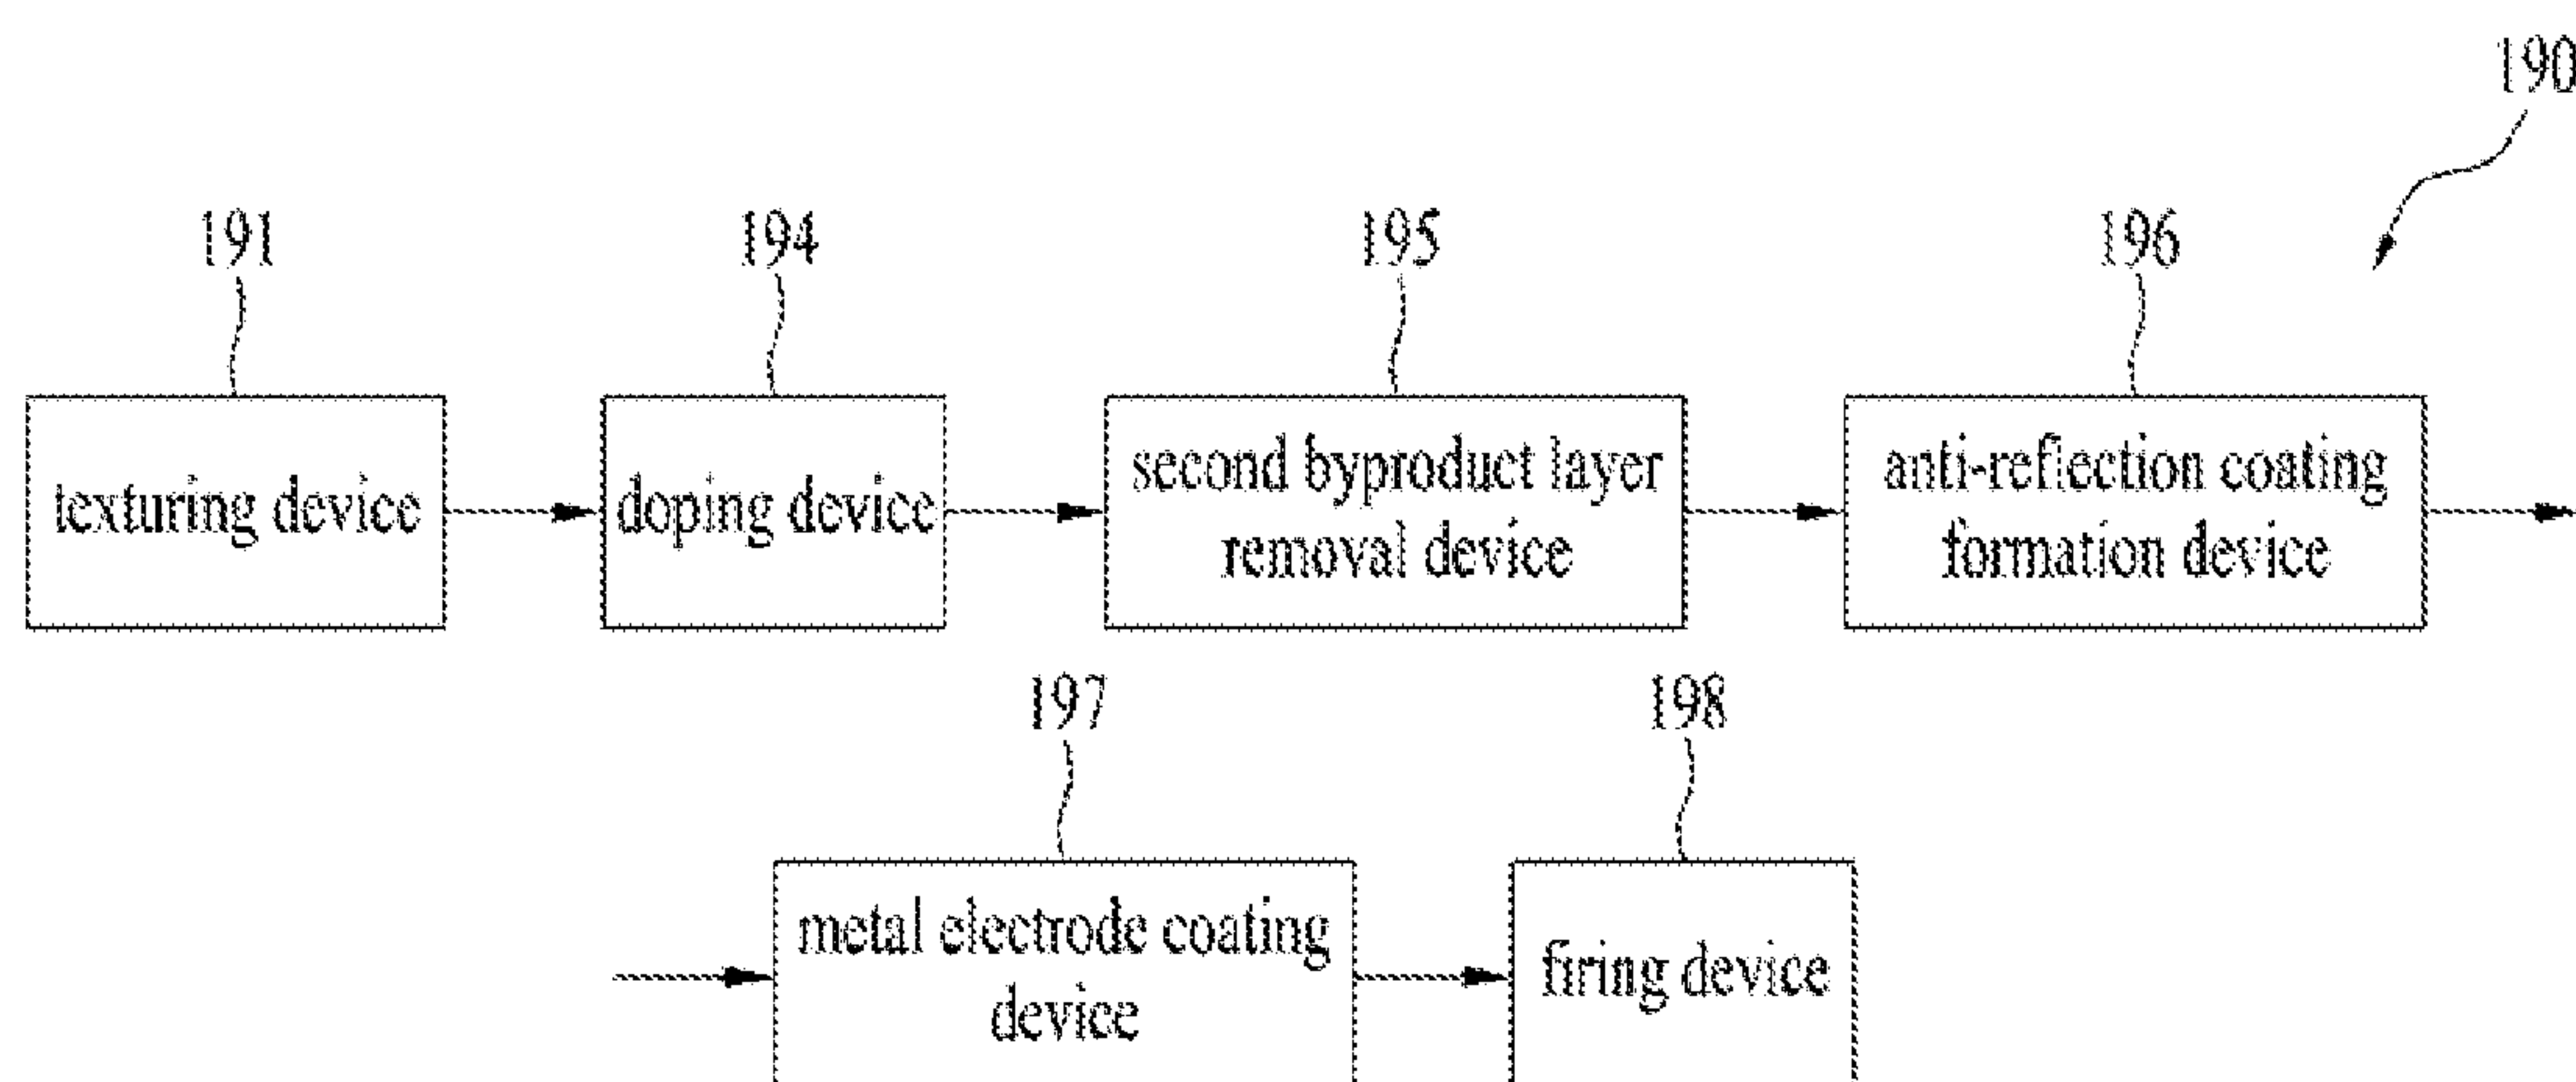 190
191
194
195
196
texturing device
doping device
second byproduct layer
removal device
anti-reflection coating
formation device
197
198
metal electrode coating
device
firing device